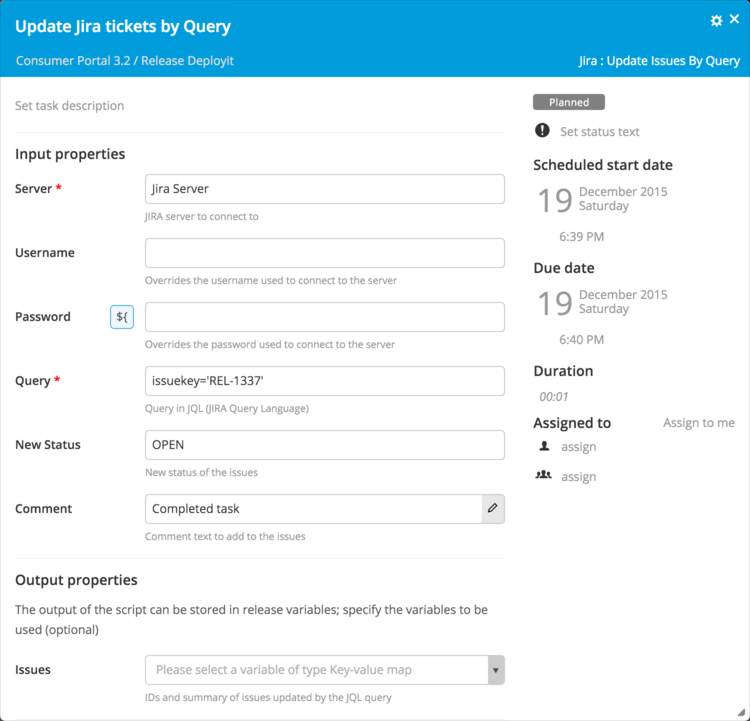 Update Jira tickets by Query
Consumer Portal 3.2 / Release Deployit
Jira : Update Issues By Query
Set task description
Input properties
Server *
Jira Server
JIRA server to connect to
Username
Overrides the username used to connect to the server
Password
${
Overrides the password used to connect to the server
Query *
issuekey='REL-1337'
Query in JQL (JIRA Query Language)
New Status
OPEN
New status of the issues
Comment
Completed task
Comment text to add to the issues
Output properties
The output of the script can be stored in release variables; specify the variables to be
used (optional)
Issues
Please select a variable of type Key-value map
IDs and summary of issues updated by the JQL query
Planned
Set status text
Scheduled start date
19
December 2015
Saturday
6:39 PM
Due date
19
December 2015
Saturday
6:40 PM
Duration
00:01
Assigned to
Assign to me
assign
assign